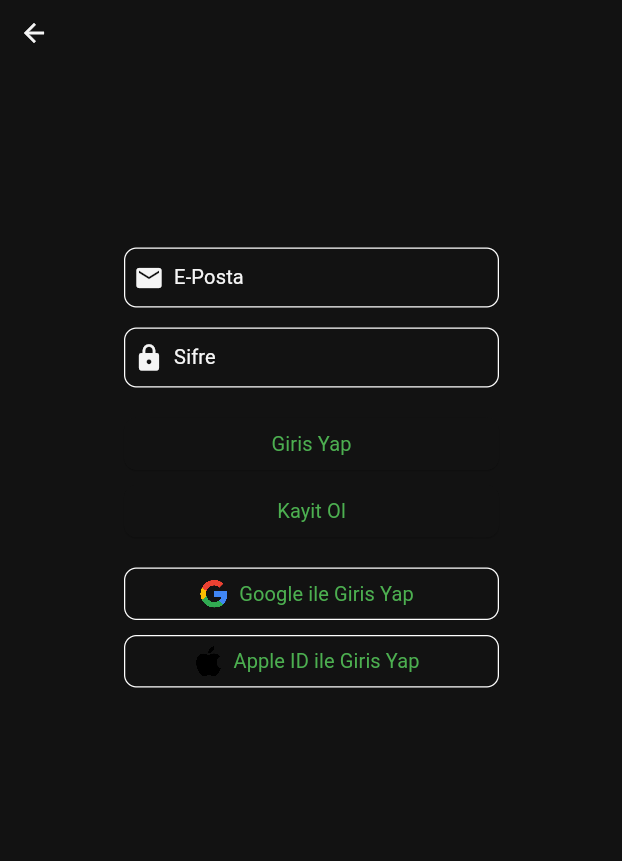 E-Posta
Sifre
Giris Yap
Kayit Ol
Google ile Giris Yap
Apple ID ile Giris Yap